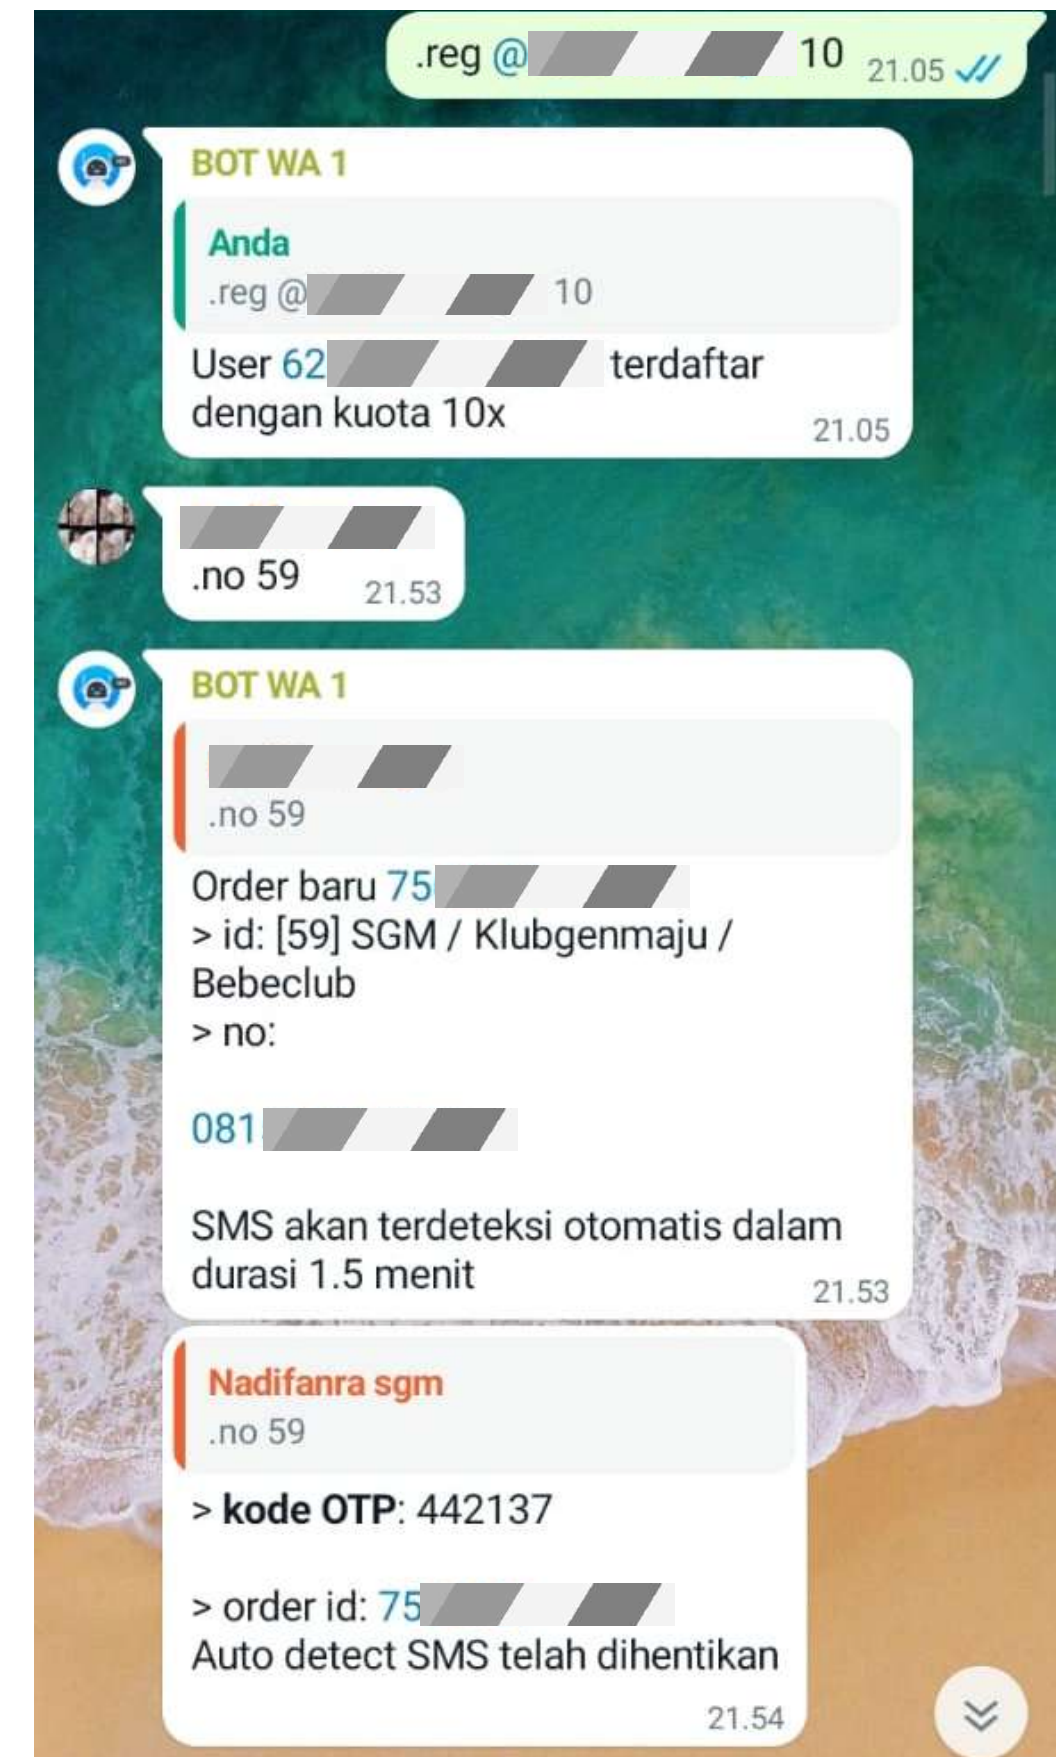 .reg @ 10 21.05
BOT WA 1
Anda
.reg @ 10
User 62 terdaftar
dengan kuota 10x
21.05
.no 59
21.53
BOT WA 1
.no 59
Order baru 75
> id: [59] SGM / Klubgenmaju /
Bebeclub
> no:
081
SMS akan terdeteksi otomatis dalam
durasi 1.5 menit
21.53
Nadifanra sgm
.no 59
> kode OTP: 442137
> order id: 75
Auto detect SMS telah dihentikan
21.54